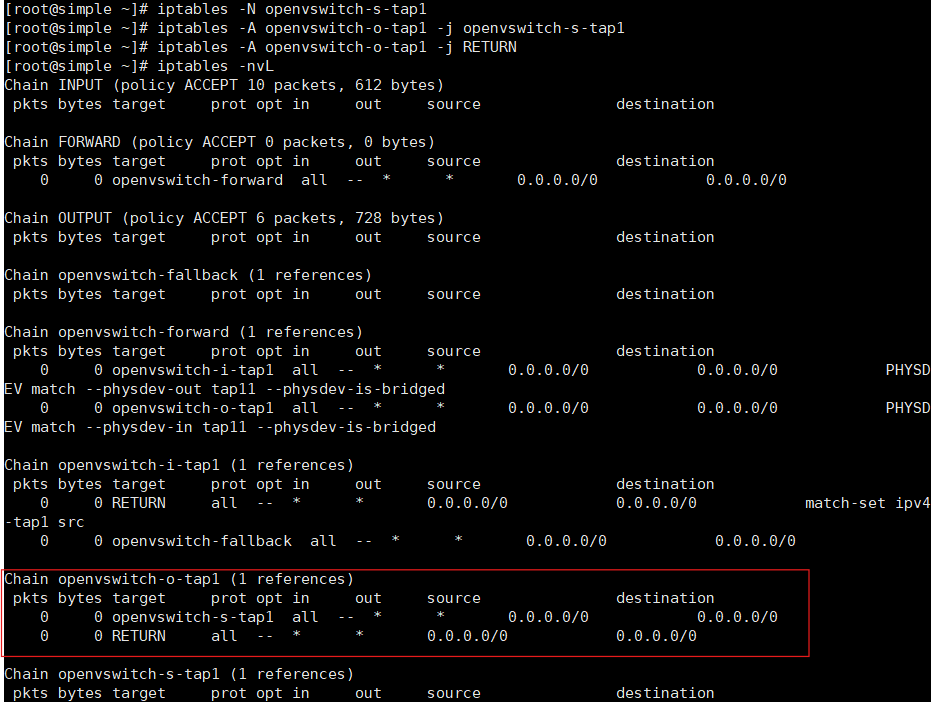 [root@simple ~]# iptables -N openvswitch-s-tap1
[root@simple ~]# iptables -A openvswitch-o-tap1 -j openvswitch-s-tap1
[root@simple ~]# iptables -A openvswitch-o-tap1 -j RETURN
[root@simple ~]# iptables -nvL
Chain INPUT (policy ACCEPT 10 packets, 612 bytes)
 pkts bytes target     prot opt in     out     source               destination

Chain FORWARD (policy ACCEPT 0 packets, 0 bytes)
 pkts bytes target     prot opt in     out     source               destination
    0     0 openvswitch-forward  all  --  *      *       0.0.0.0/0            0.0.0.0/0

Chain OUTPUT (policy ACCEPT 6 packets, 728 bytes)
 pkts bytes target     prot opt in     out     source               destination

Chain openvswitch-fallback (1 references)
 pkts bytes target     prot opt in     out     source               destination

Chain openvswitch-forward (1 references)
 pkts bytes target     prot opt in     out     source               destination
    0     0 openvswitch-i-tap1  all  --  *      *       0.0.0.0/0            0.0.0.0/0            PHYSD
EV match --physdev-out tap11 --physdev-is-bridged
    0     0 openvswitch-o-tap1  all  --  *      *       0.0.0.0/0            0.0.0.0/0            PHYSD
EV match --physdev-in tap11 --physdev-is-bridged

Chain openvswitch-i-tap1 (1 references)
 pkts bytes target     prot opt in     out     source               destination
    0     0 RETURN     all  --  *      *       0.0.0.0/0            0.0.0.0/0            match-set ipv4
-tap1 src
    0     0 openvswitch-fallback  all  --  *      *       0.0.0.0/0            0.0.0.0/0

Chain openvswitch-o-tap1 (1 references)
 pkts bytes target     prot opt in     out     source               destination
    0     0 openvswitch-s-tap1  all  --  *      *       0.0.0.0/0            0.0.0.0/0
    0     0 RETURN     all  --  *      *       0.0.0.0/0            0.0.0.0/0

Chain openvswitch-s-tap1 (1 references)
 pkts bytes target     prot opt in     out     source               destination